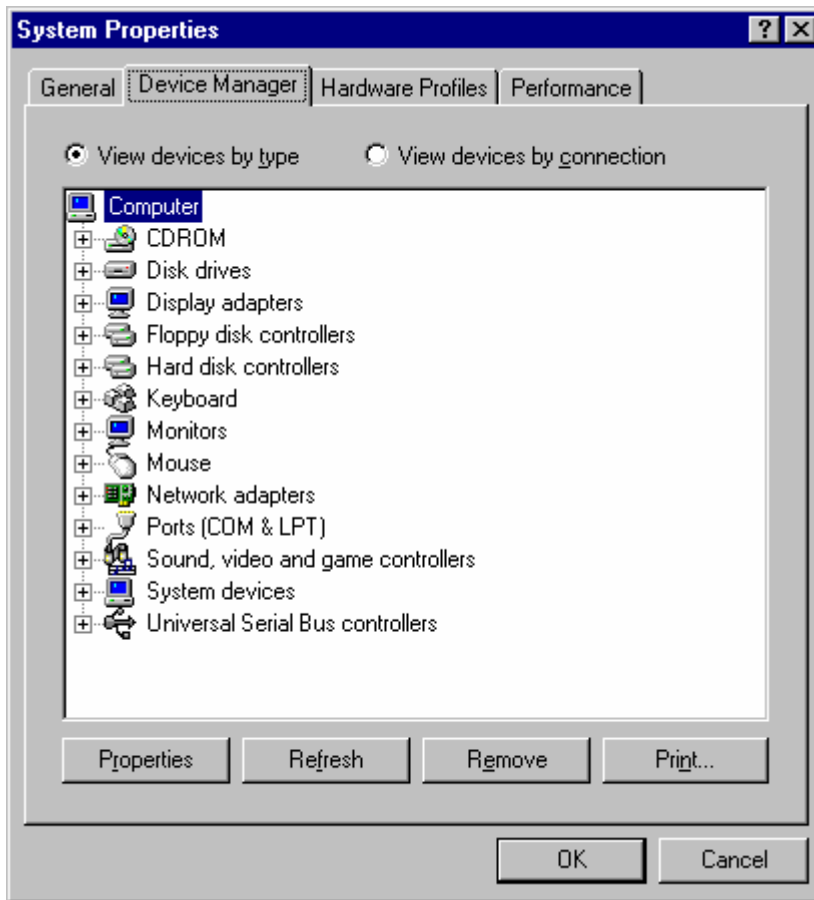 System Properties
General Device Manager Hardware Profiles Performance
View devices by type View devices by connection
Computer
CDROM
Disk drives
Display adapters
Floppy disk controllers
Hard disk controllers
Keyboard
Monitors
Mouse
Network adapters
Ports (COM & LPT)
Sound, video and game controllers
System devices
Universal Serial Bus controllers
Properties Refresh Remove Print...
OK Cancel